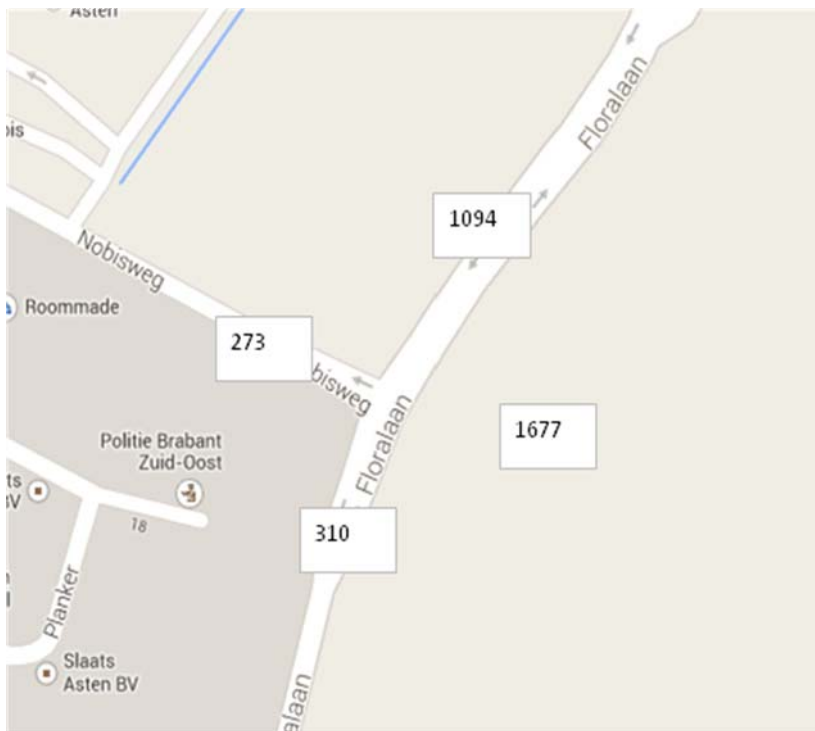 Asten
Floralaan
1094
Nobisweg
Roommade
273
bisweg
Floralaan
1677
Politie Brabant
Zuid-Oost
18
310
Planker
Slaats
Asten BV
alaan